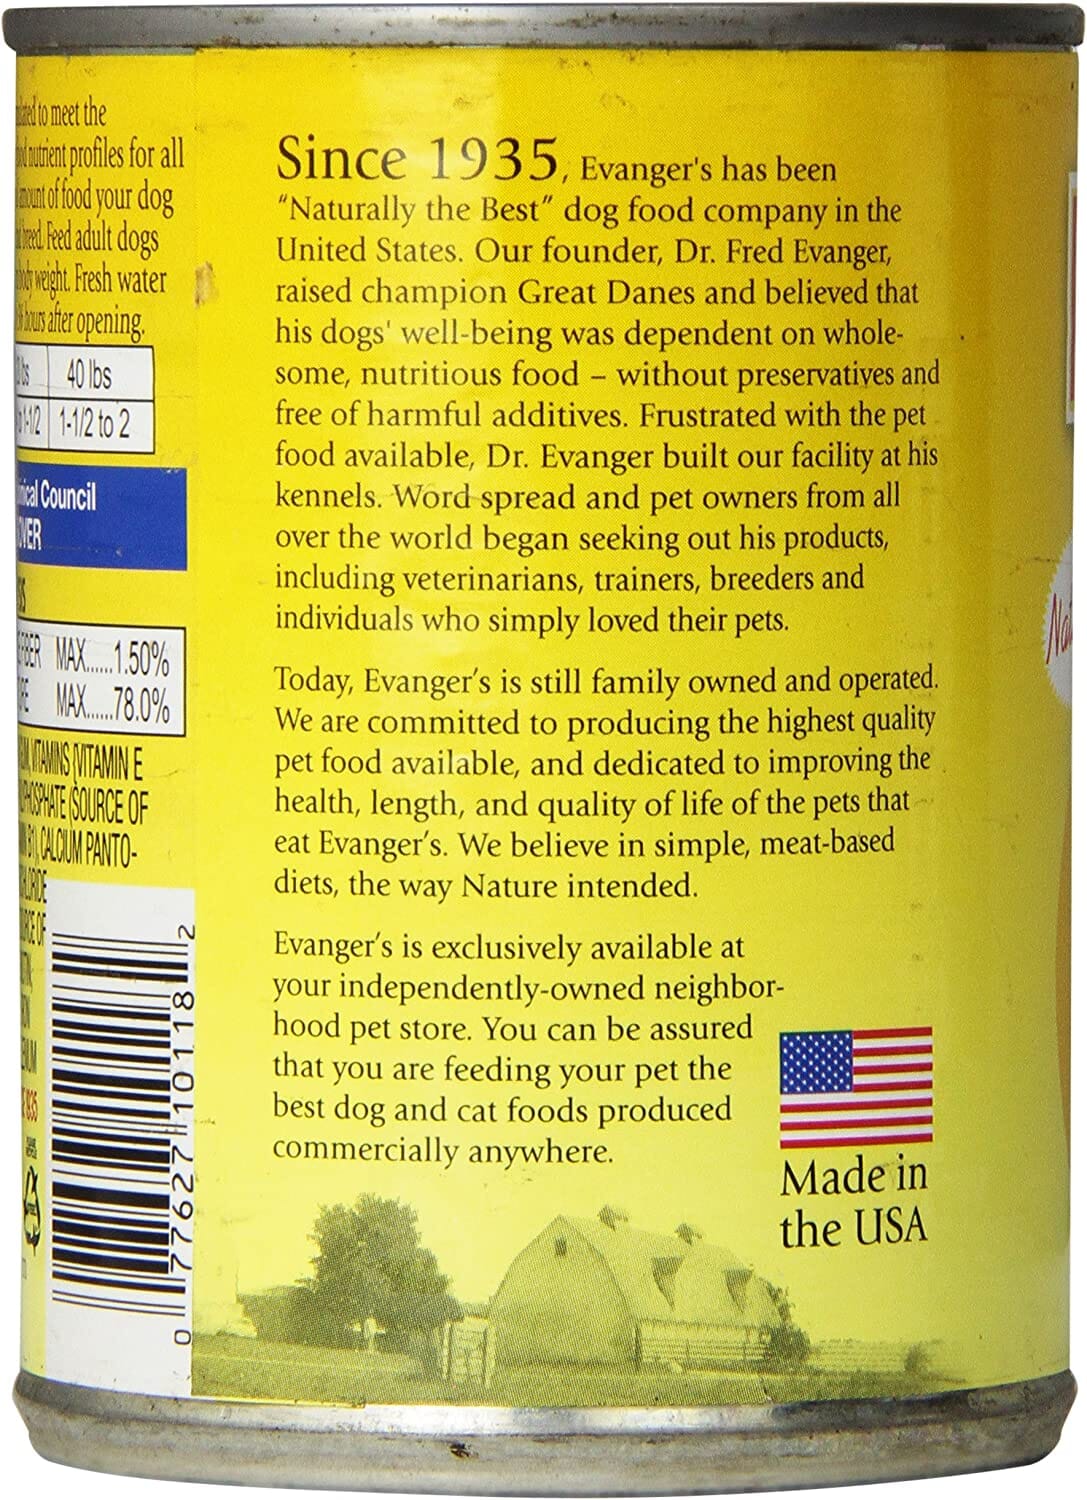 to meet the
nutrient profiles for all
amount of food your dog
breed. Feed adult dogs
body weight. Fresh water
hours after opening.
40 lbs
1-1/2 1-1/2 to 2
Council
FIBER MAX......1.50%
MAX......78.0%
VITAMINS (VITAMIN E
(SOURCE OF
B1), CALCIUM PANTO-
OF
1935
0 77627 10118 2
Since 1935, Evanger's has been
"Naturally the Best" dog food company in the
United States. Our founder, Dr. Fred Evanger,
raised champion Great Danes and believed that
his dogs' well-being was dependent on whole-
some, nutritious food – without preservatives and
free of harmful additives. Frustrated with the pet
food available, Dr. Evanger built our facility at his
kennels. Word spread and pet owners from all
over the world began seeking out his products,
including veterinarians, trainers, breeders and
individuals who simply loved their pets.
Today, Evanger's is still family owned and operated.
We are committed to producing the highest quality
pet food available, and dedicated to improving the
health, length, and quality of life of the pets that
eat Evanger's. We believe in simple, meat-based
diets, the way Nature intended.
Evanger's is exclusively available at
your independently-owned neighbor-
hood pet store. You can be assured
that you are feeding your pet the
best dog and cat foods produced
commercially anywhere.
Made in
the USA